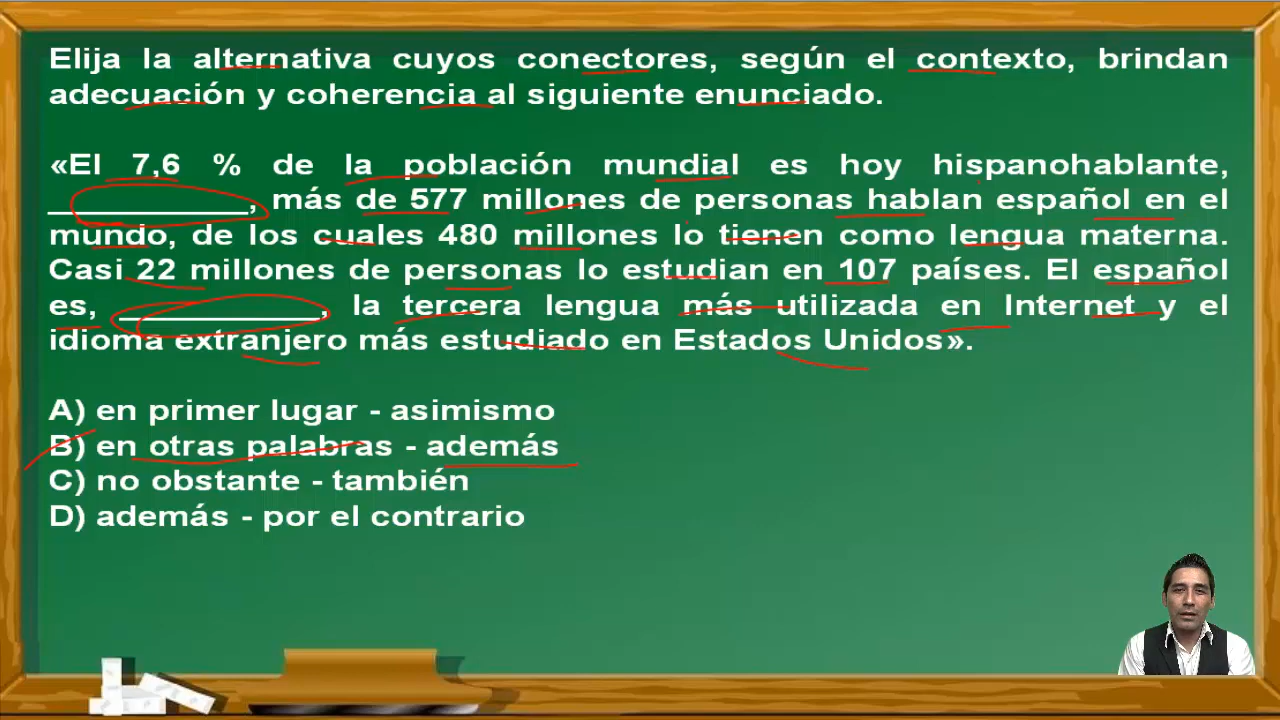 Elija la alternativa cuyos conectores, según el contexto, brindan
adecuación y coherencia al siguiente enunciado.
«El 7,6 % de la población mundial es hoy hispanohablante,
____________, más de 577 millones de personas hablan español en el
mundo, de los cuales 480 millones lo tienen como lengua materna.
Casi 22 millones de personas lo estudian en 107 países. El español
es, ____________, la tercera lengua más utilizada en Internet y el
idioma extranjero más estudiado en Estados Unidos».
A) en primer lugar - asimismo
B) en otras palabras - además
C) no obstante - también
D) además - por el contrario